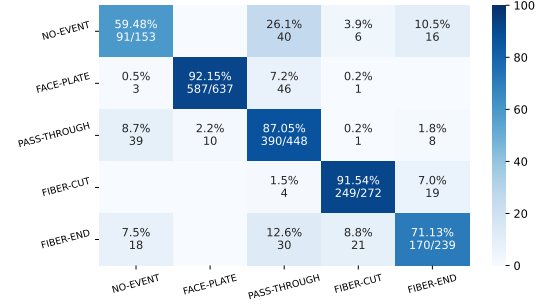 NO-EVENT 59.48% 26.1% 3.9% 10.5%
91/153 40 6 16
FACE-PLATE 0.5% 92.15% 7.2% 0.2%
3 587/637 46 1
PASS-THROUGH 8.7% 2.2% 87.05% 0.2% 1.8%
39 10 390/448 1 8
FIBER-CUT 1.5% 91.54% 7.0%
4 249/272 19
FIBER-END 7.5% 12.6% 8.8% 71.13%
18 30 21 170/239
NO-EVENT FACE-PLATE PASS-THROUGH FIBER-CUT FIBER-END
100
80
60
40
20
0